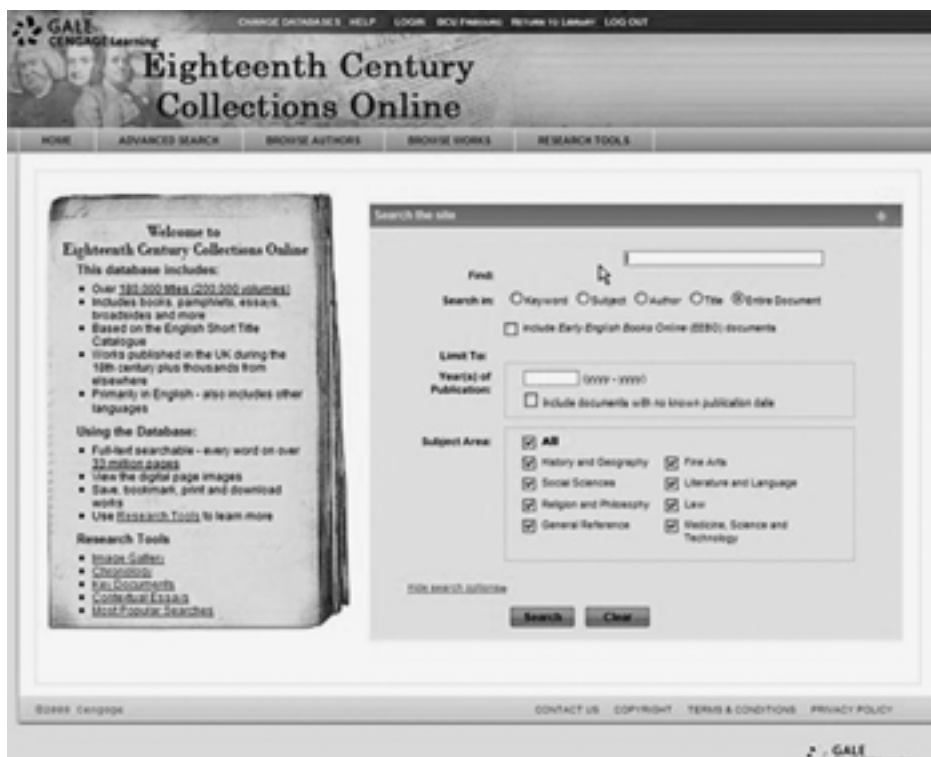 GALE
CENGAGE Learning
CHANGE DATABASES HELP LOGIN BCU FRIBOURG RETURN TO LIBRARY LOG OUT
Eighteenth Century
Collections Online
HOME ADVANCED SEARCH BROWSE AUTHORS BROWSE WORKS RESEARCH TOOLS
Welcome to
Eighteenth Century Collections Online
This database includes:
Over 180,000 titles (200,000 volumes)
Includes books, pamphlets, essays,
broadsides and more
Based on the English Short Title
Catalogue
Works published in the UK during the
18th century plus thousands from
elsewhere
Primarily in English - also includes other
languages
Using the Database:
Full-text searchable - every word on over
33 million pages
View the digital page images
Save, bookmark, print and download
works
Use Research Tools to learn more
Research Tools
Image Gallery
Chronology
Key Documents
Contextual Essays
Most Popular Searches
Search the site
Find:
Search in: Keyword Subject Author Title Entire Document
Include Early English Books Online (EEBO) documents
Limit To:
Year(s) of
Publication:
(yyyy - yyyy)
Include documents with no known publication date
Subject Area:
All
History and Geography Fine Arts
Social Sciences Literature and Language
Religion and Philosophy Law
General Reference Medicine, Science and
Technology
Hide search options
Search Clear
Cengage CONTACT US COPYRIGHT TERMS & CONDITIONS PRIVACY POLICY
GALE